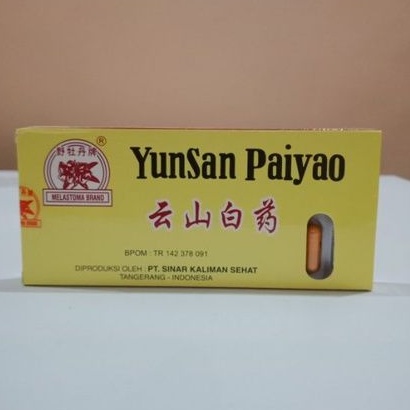 野牡丹牌
®
MELASTOMA BRAND
YunSan Paiyao
云山白药
BPOM : TR 142 378 091
DIPRODUKSI OLEH : PT. SINAR KALIMAN SEHAT
TANGERANG - INDONESIA